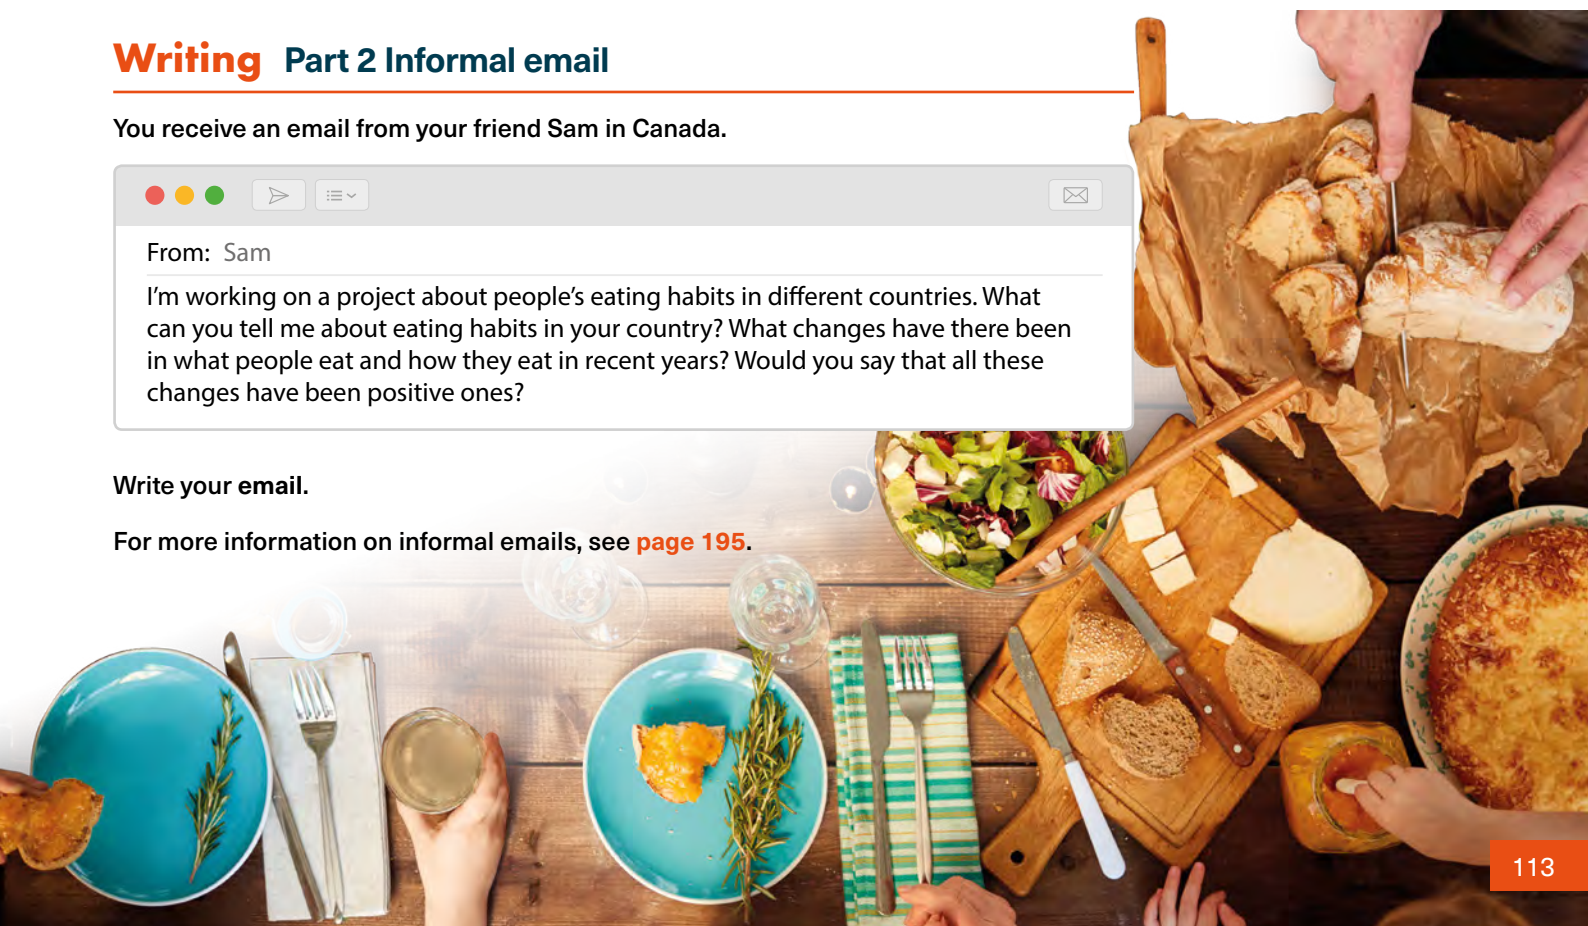 Writing Part 2 Informal email
You receive an email from your friend Sam in Canada.
From: Sam
I'm working on a project about people's eating habits in different countries. What
can you tell me about eating habits in your country? What changes have there been
in what people eat and how they eat in recent years? Would you say that all these
changes have been positive ones?
Write your email.
For more information on informal emails, see page 195.
113